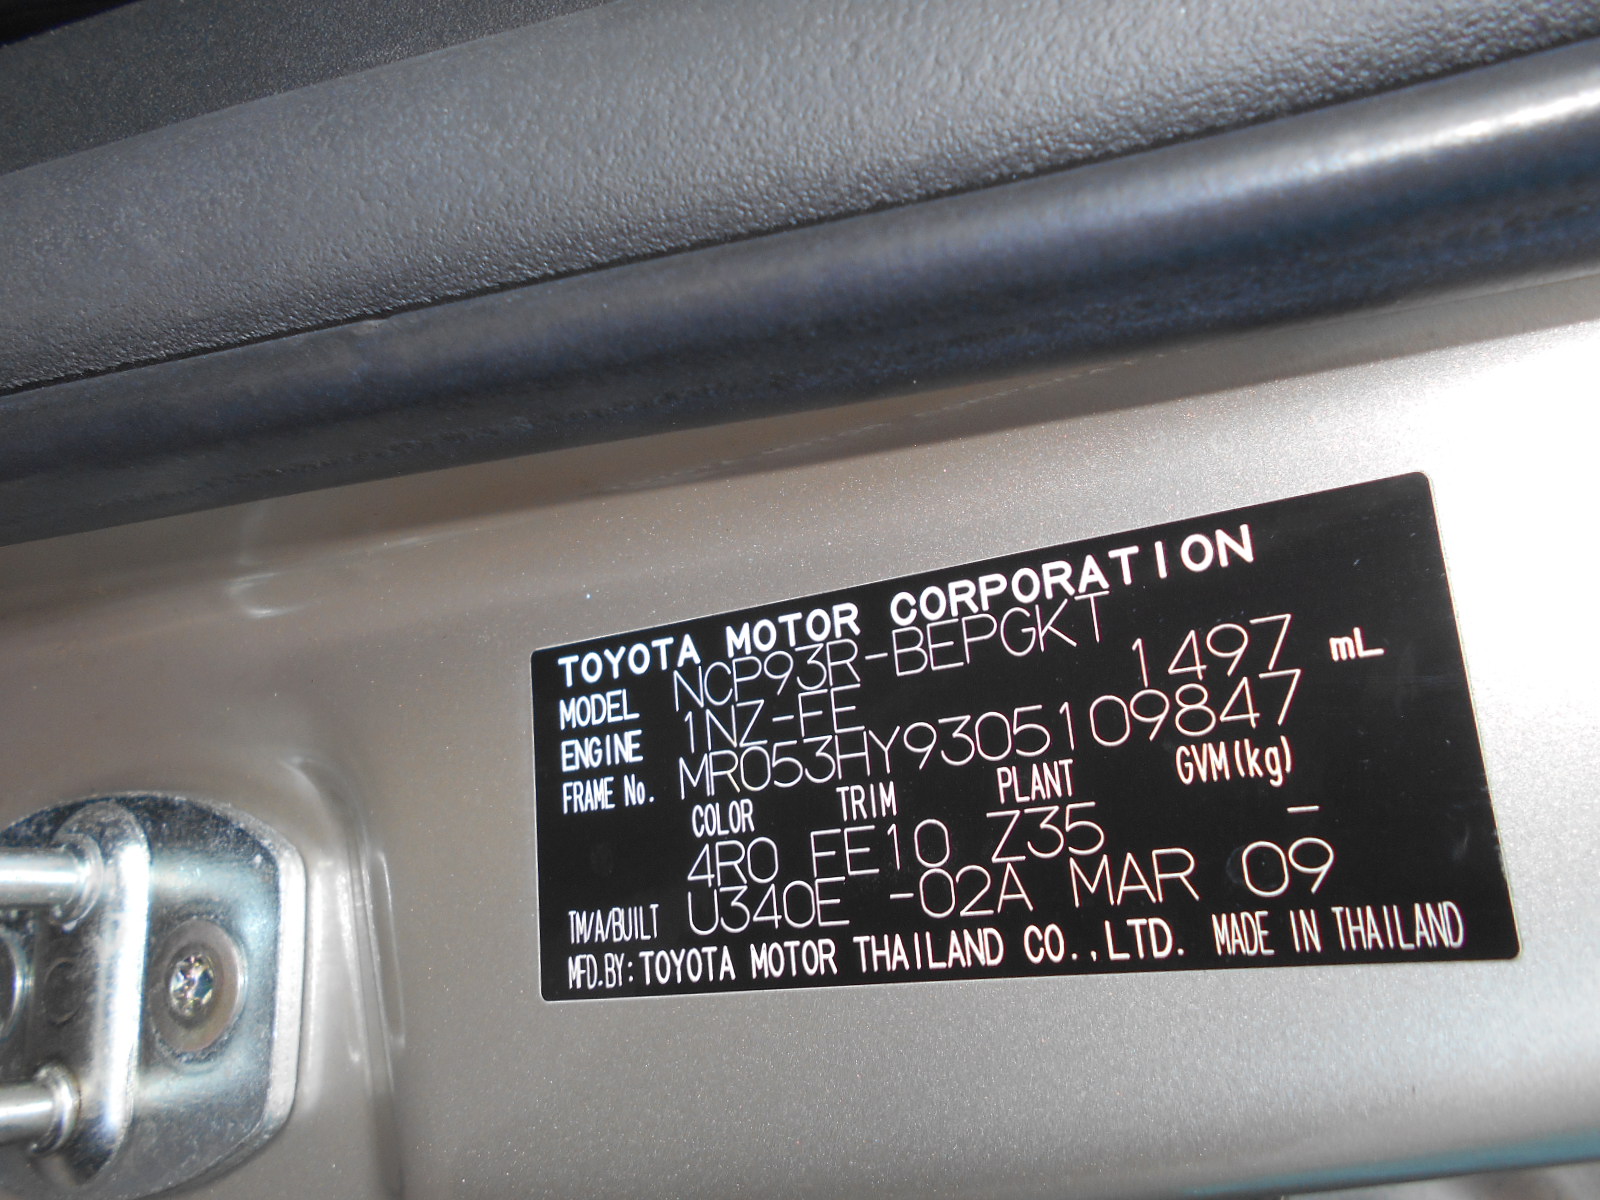 TOYOTA MOTOR CORPORATION
MODEL NCP93R-BEPGKT
ENGINE 1NZ-FE 1497 mL
FRAME No. MR053HY9305109847
COLOR TRIM PLANT GVM(kg)
4R0 FE10 Z35 –
TM/A/BUILT U340E -02A MAR 09
MFD.BY: TOYOTA MOTOR THAILAND CO.,LTD. MADE IN THAILAND